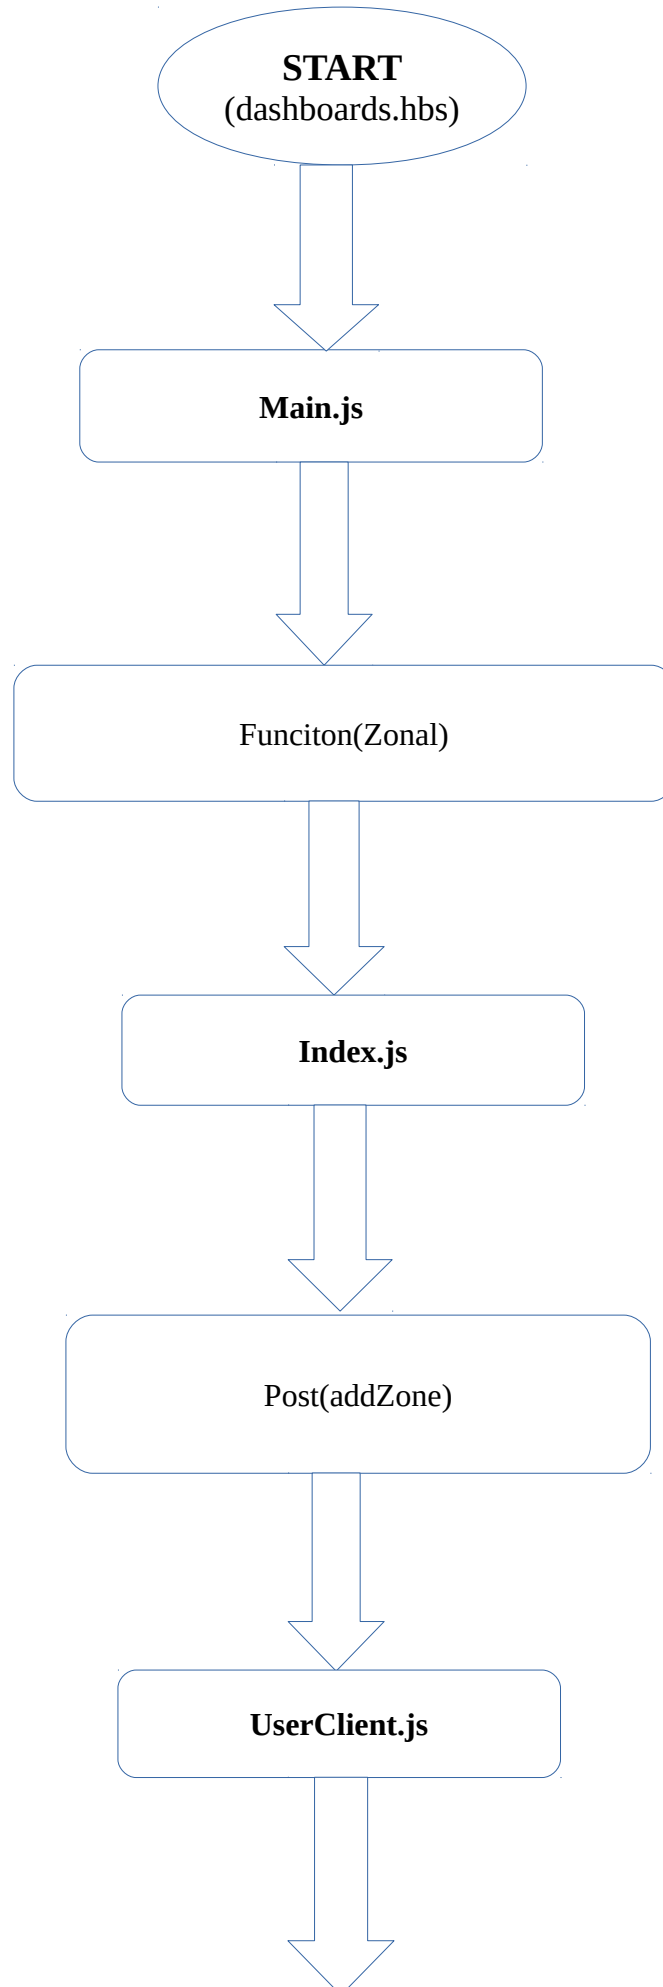 START
(dashboards.hbs)
Main.js
Funciton(Zonal)
Index.js
Post(addZone)
UserClient.js